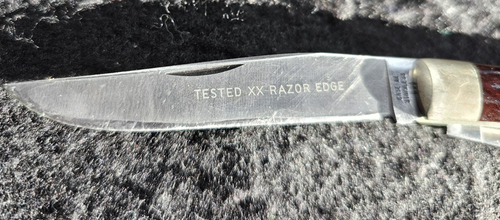 TESTED XX RAZOR EDGE